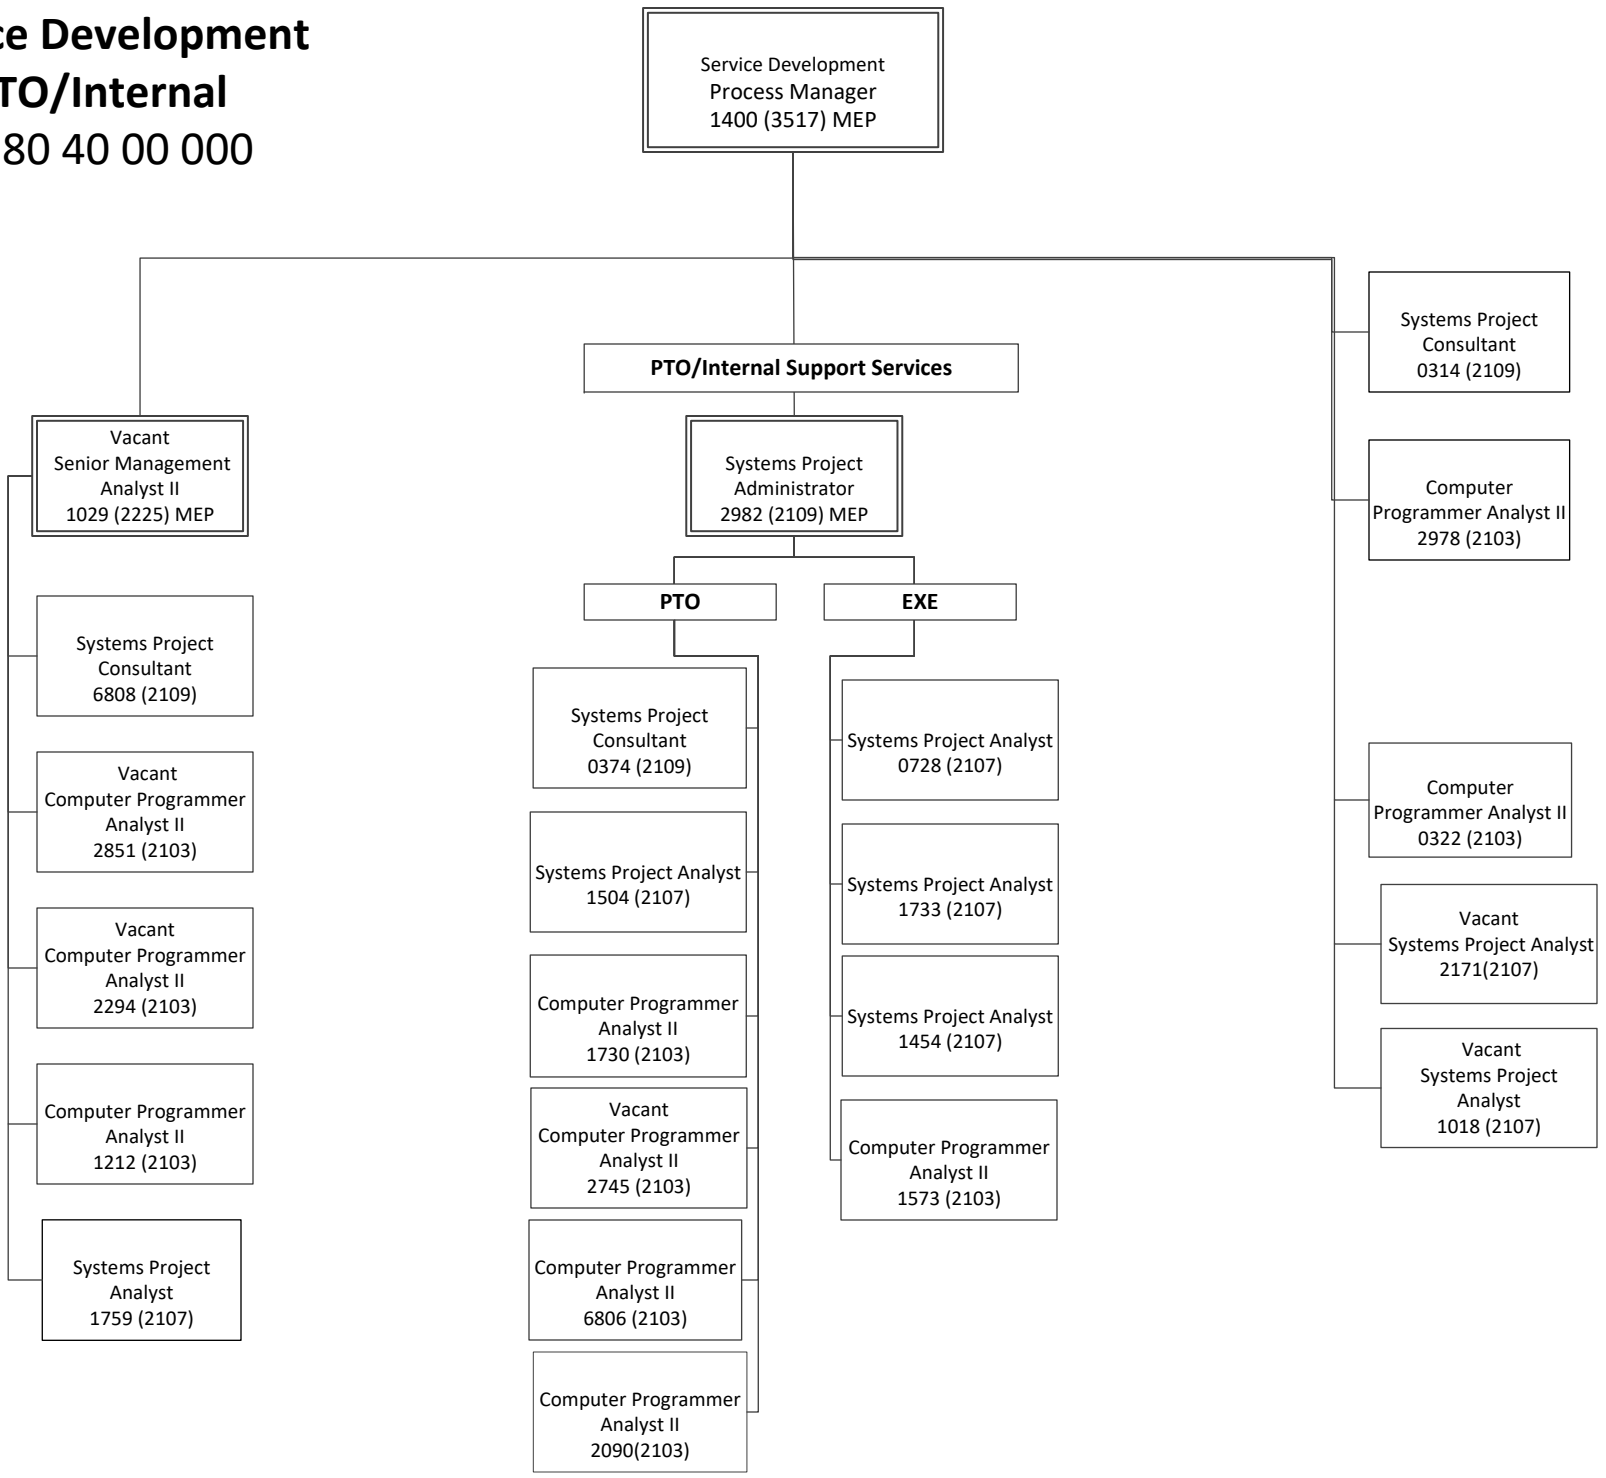 ce Development
TO/Internal
80 40 00 000
Service Development
Process Manager
1400 (3517) MEP
PTO/Internal Support Services
Vacant
Senior Management
Analyst II
1029 (2225) MEP
Systems Project
Consultant
6808 (2109)
Vacant
Computer Programmer
Analyst II
2851 (2103)
Vacant
Computer Programmer
Analyst II
2294 (2103)
Computer Programmer
Analyst II
1212 (2103)
Systems Project
Analyst
1759 (2107)
Systems Project
Administrator
2982 (2109) MEP
PTO
Systems Project
Consultant
0374 (2109)
Systems Project Analyst
1504 (2107)
Computer Programmer
Analyst II
1730 (2103)
Vacant
Computer Programmer
Analyst II
2745 (2103)
Computer Programmer
Analyst II
6806 (2103)
Computer Programmer
Analyst II
2090(2103)
EXE
Systems Project Analyst
0728 (2107)
Systems Project Analyst
1733 (2107)
Systems Project Analyst
1454 (2107)
Computer Programmer
Analyst II
1573 (2103)
Systems Project
Consultant
0314 (2109)
Computer
Programmer Analyst II
2978 (2103)
Computer
Programmer Analyst II
0322 (2103)
Vacant
Systems Project Analyst
2171(2107)
Vacant
Systems Project
Analyst
1018 (2107)